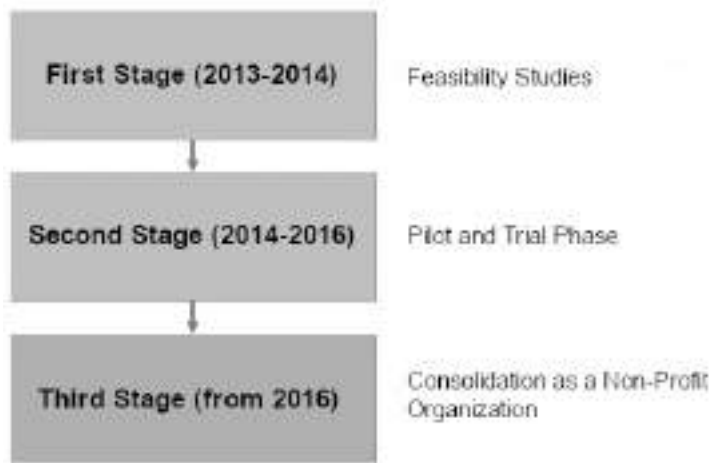 First Stage (2013-2014)
Feasibility Studies
Second Stage (2014-2016)
Pilot and Trial Phase
Third Stage (from 2016)
Consolidation as a Non-Profit
Organization